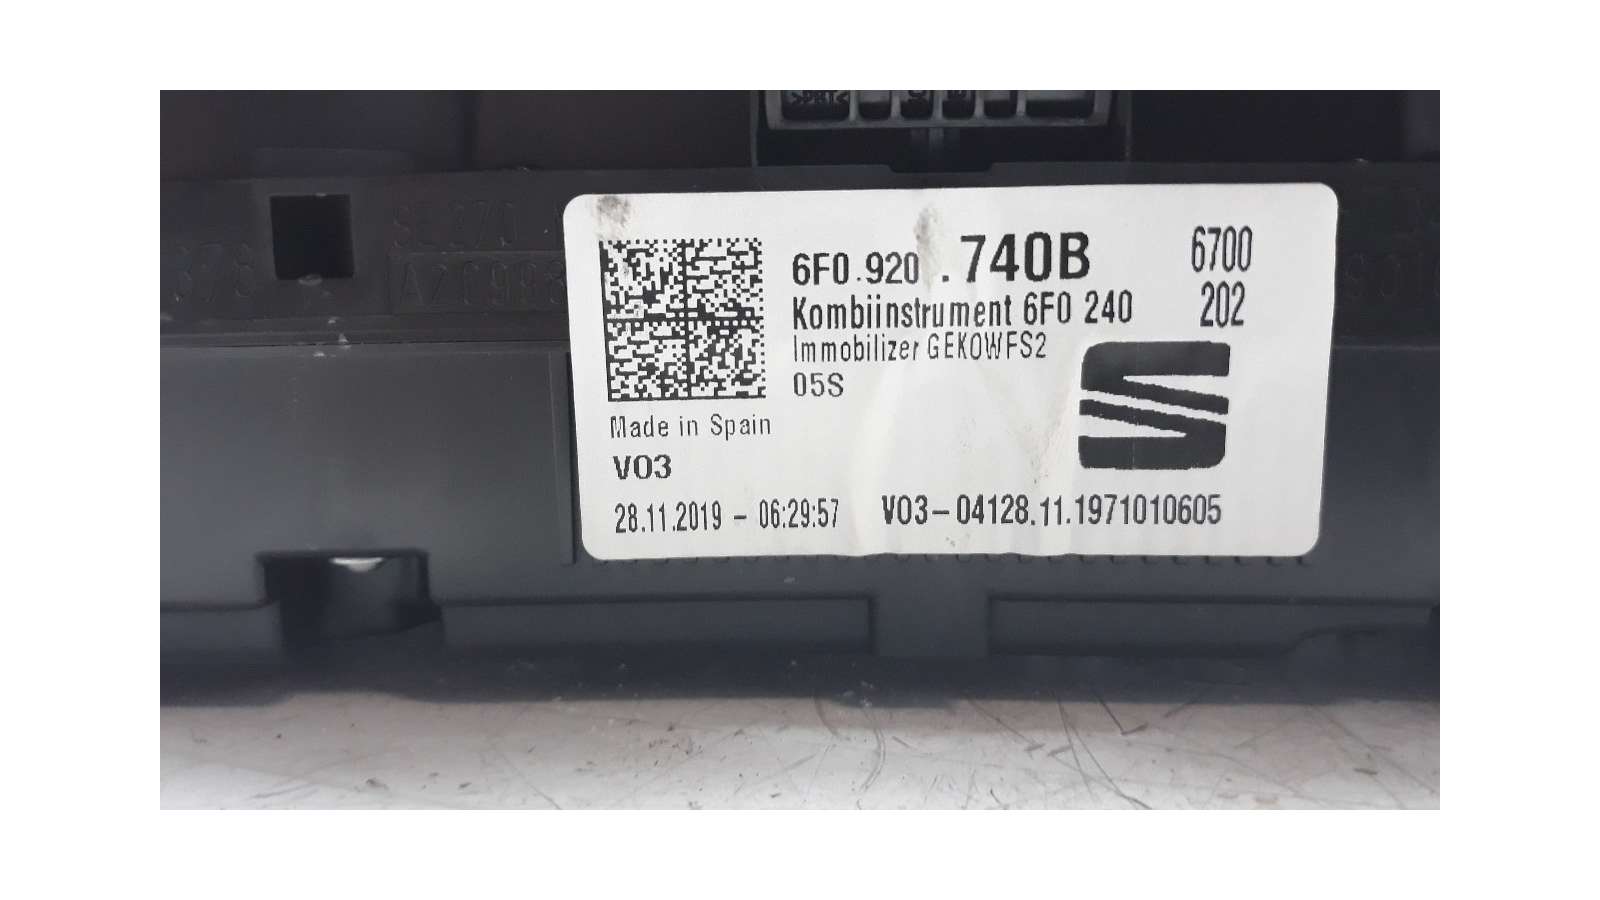 6F0.920 .740B 6700
Kombiinstrument 6F0 240 202
Immobilizer GEKOWFS2
05S
Made in Spain
V03
28.11.2019 - 06:29:57 V03-04128.11.1971010605